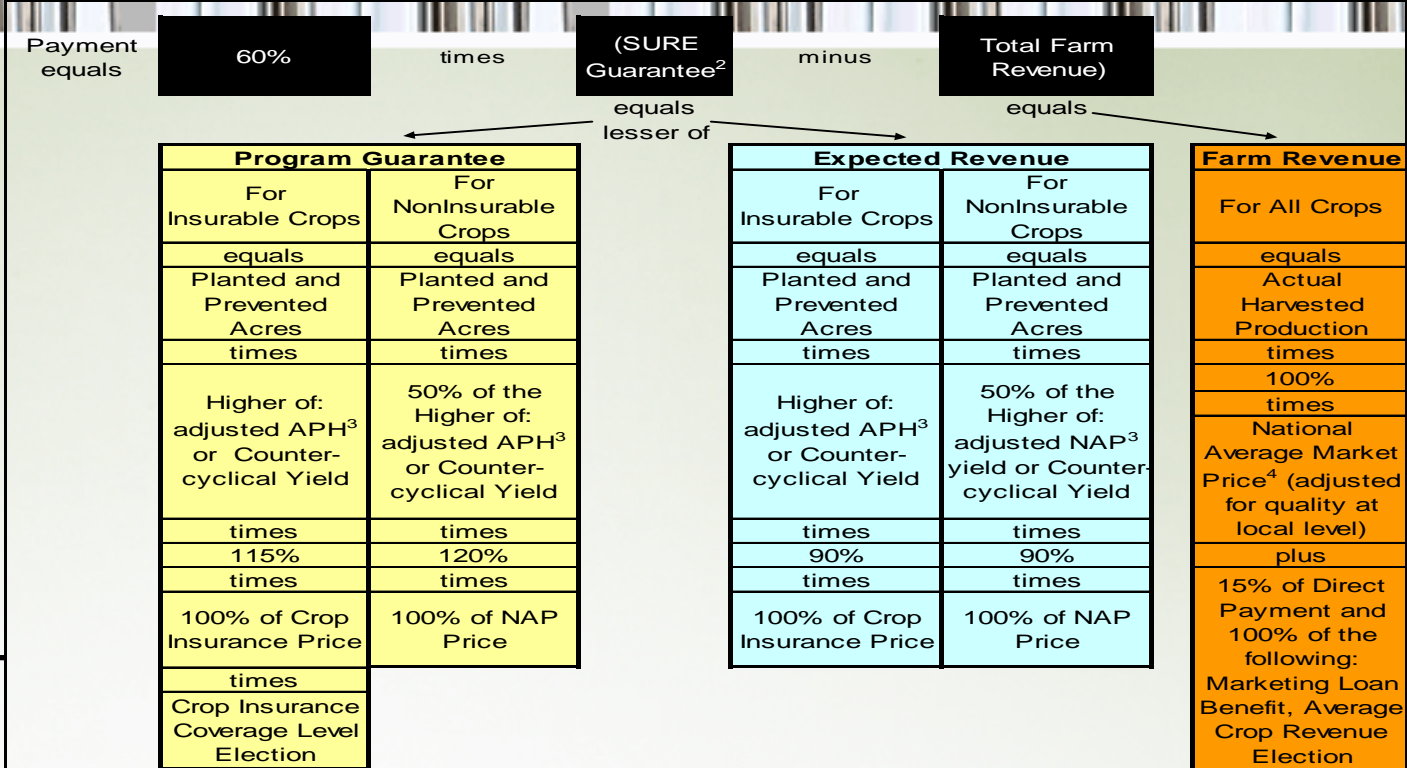 Payment
equals
60%
times
(SURE
Guarantee²
minus
Total Farm
Revenue)
equals
lesser of
equals
Program Guarantee
For
Insurable Crops
equals
Planted and
Prevented
Acres
times
Higher of:
adjusted APH³
or Counter-
cyclical Yield
times
115%
times
100% of Crop
Insurance Price
times
Crop Insurance
Coverage Level
Election
For
NonInsurable
Crops
equals
Planted and
Prevented
Acres
times
50% of the
Higher of:
adjusted APH³
or Counter-
cyclical Yield
times
120%
times
100% of NAP
Price
Expected Revenue
For
Insurable Crops
equals
Planted and
Prevented
Acres
times
Higher of:
adjusted APH³
or Counter-
cyclical Yield
times
90%
times
100% of Crop
Insurance Price
For
NonInsurable
Crops
equals
Planted and
Prevented
Acres
times
50% of the
Higher of:
adjusted NAP³
yield or Counter-
cyclical Yield
times
90%
times
100% of NAP
Price
Farm Revenue
For All Crops
equals
Actual
Harvested
Production
times
100%
times
National
Average Market
Price⁴ (adjusted
for quality at
local level)
plus
15% of Direct
Payment and
100% of the
following:
Marketing Loan
Benefit, Average
Crop Revenue
Election